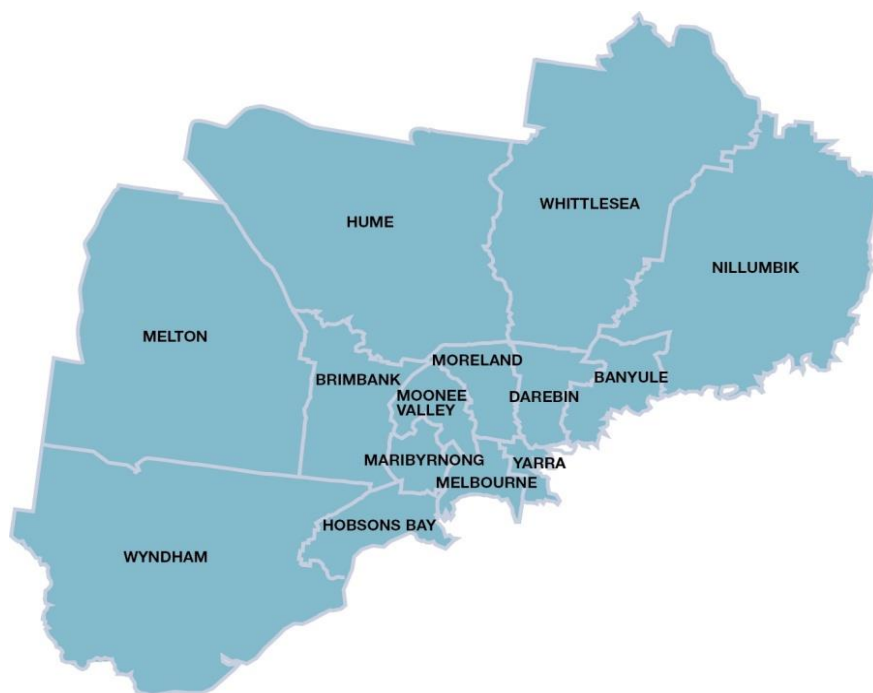 WHITTLESEA
HUME
NILLUMBIK
MELTON
MORELAND
BRIMBANK
BANYULE
MOONEE
VALLEY
DAREBIN
MARIBYRNONG
YARRA
MELBOURNE
HOBSONS BAY
WYNDHAM